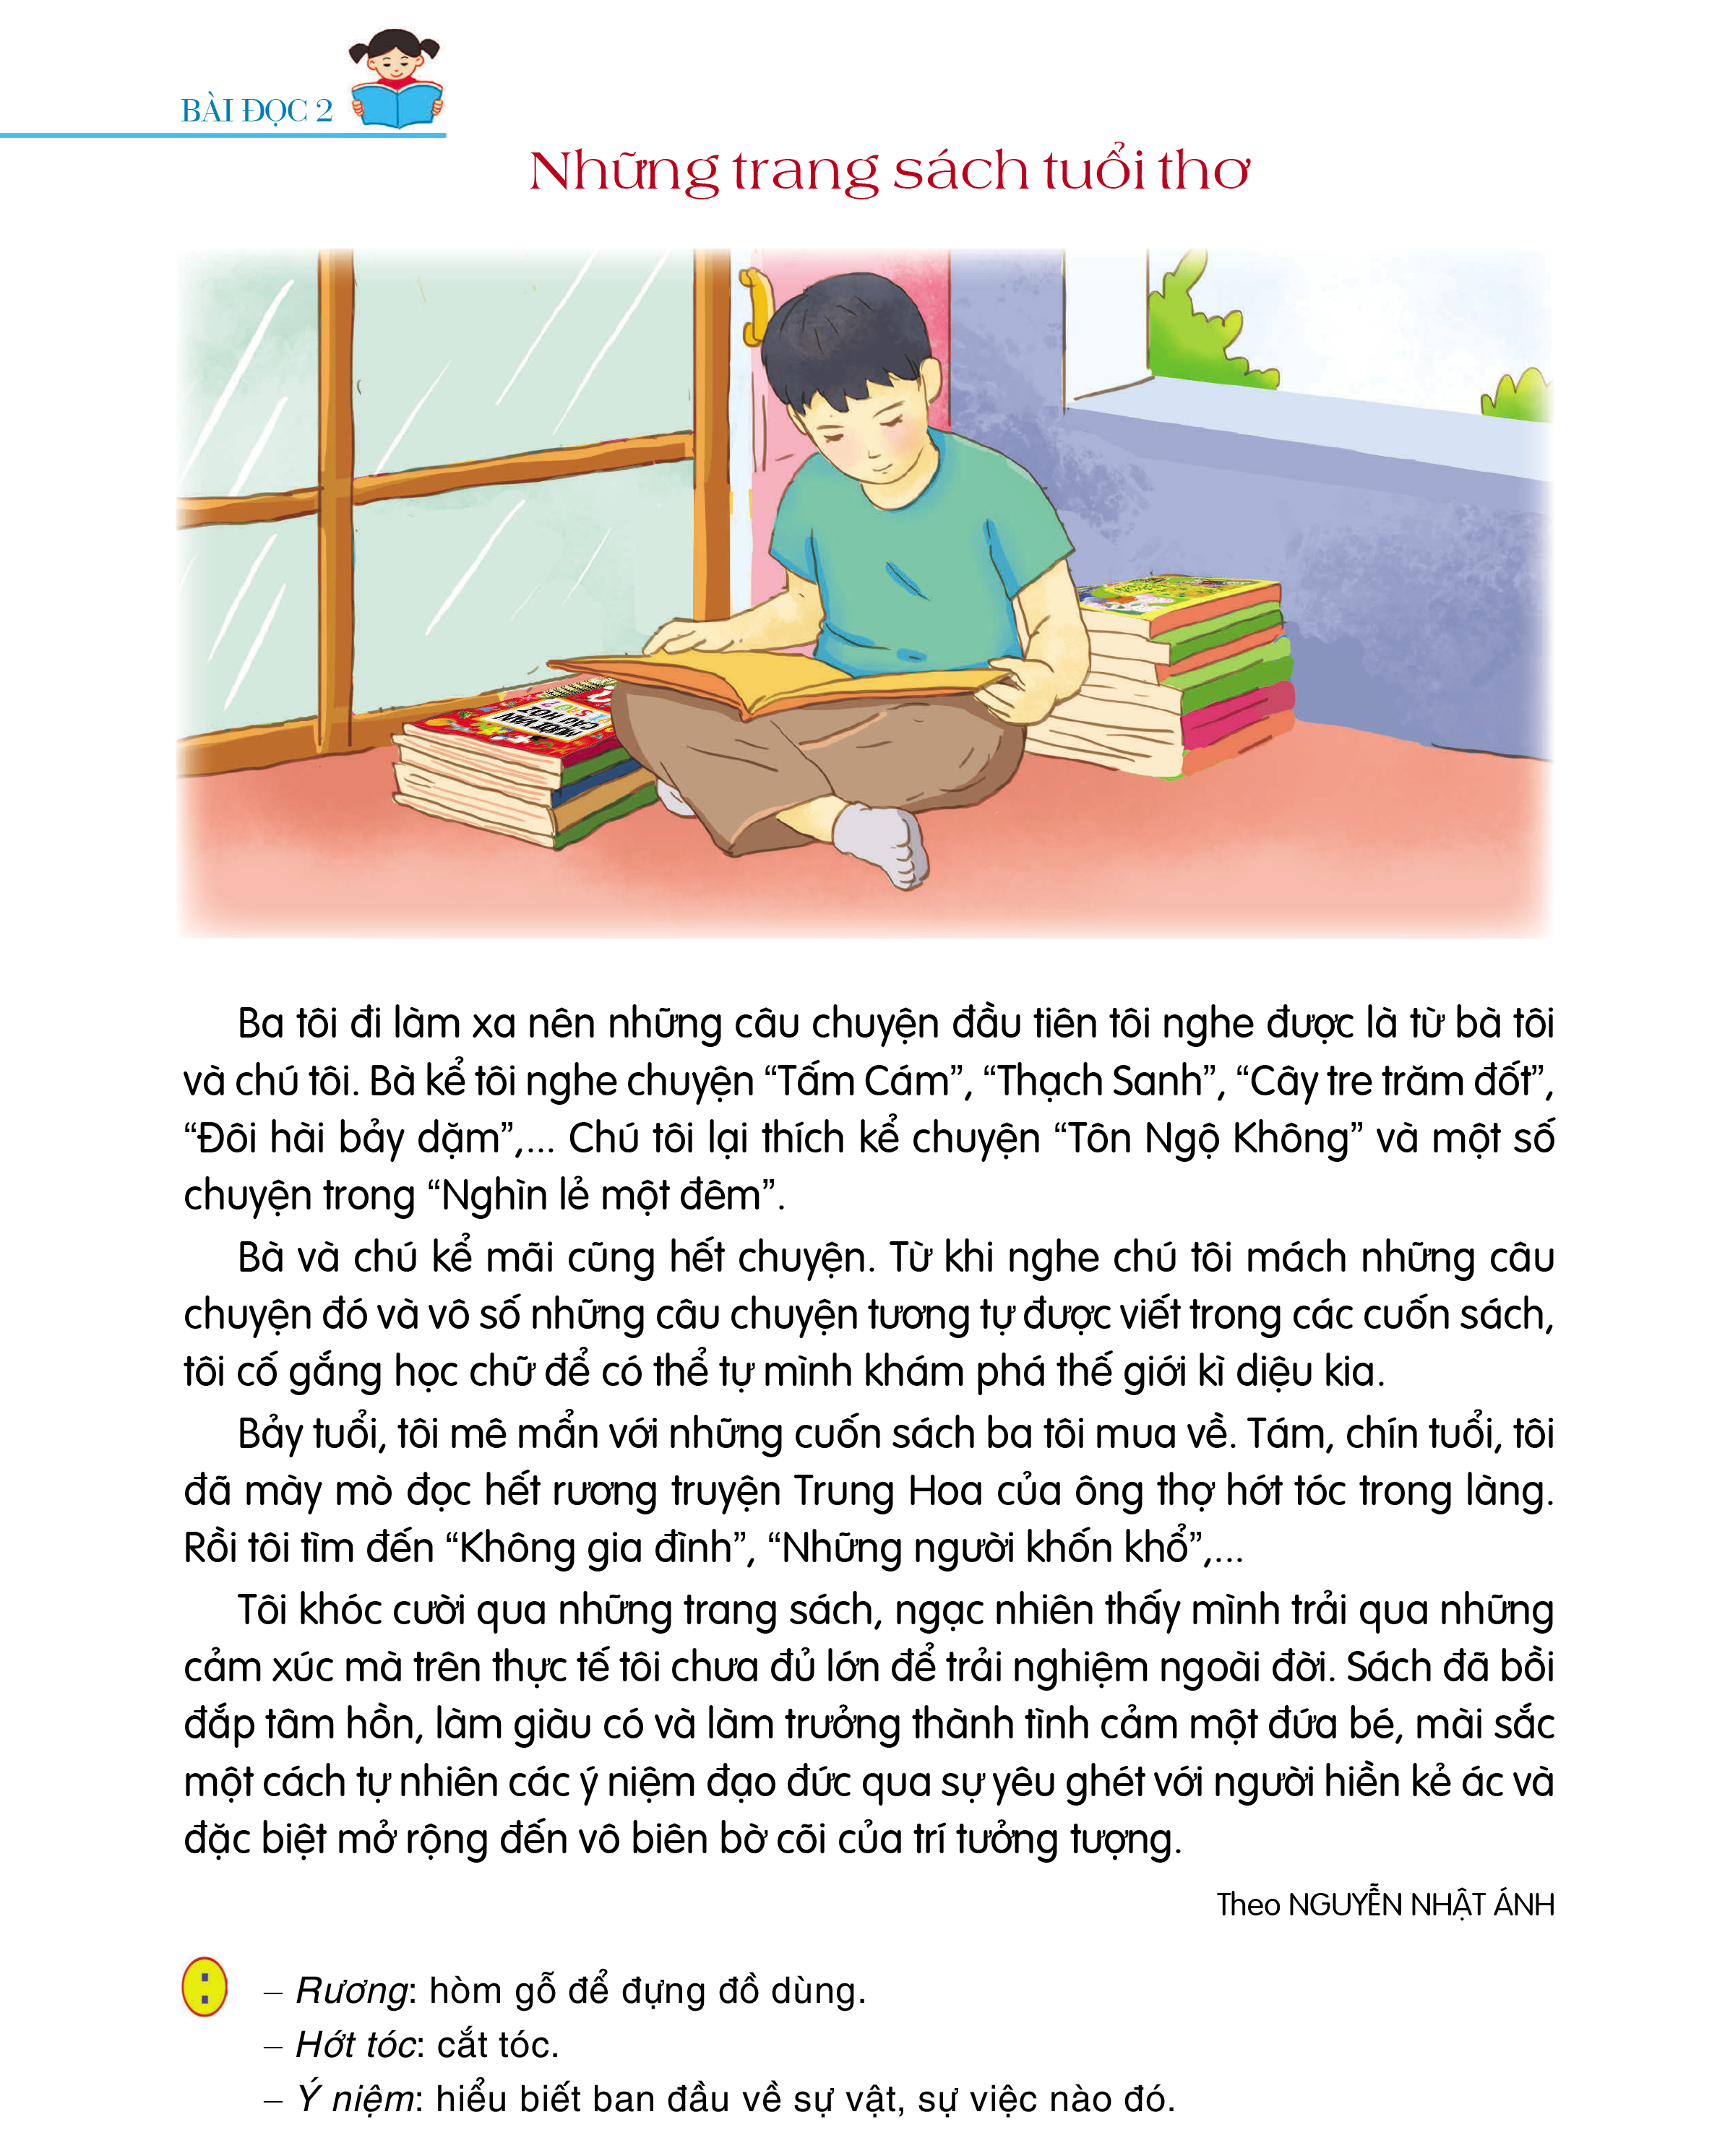 BÀI ĐỌC 2
Những trang sách tuổi thơ
MƯỜI VẠN
CÂU HỎI
VÌ SAO?
Ba tôi đi làm xa nên những câu chuyện đầu tiên tôi nghe được là từ bà tôi
và chú tôi. Bà kể tôi nghe chuyện “Tấm Cám”, “Thạch Sanh”, “Cây tre trăm đốt”,
“Đôi hài bảy dặm”,... Chú tôi lại thích kể chuyện “Tôn Ngộ Không” và một số
chuyện trong “Nghìn lẻ một đêm”.
Bà và chú kể mãi cũng hết chuyện. Từ khi nghe chú tôi mách những câu
chuyện đó và vô số những câu chuyện tương tự được viết trong các cuốn sách,
tôi cố gắng học chữ để có thể tự mình khám phá thế giới kì diệu kia.
Bảy tuổi, tôi mê mẩn với những cuốn sách ba tôi mua về. Tám, chín tuổi, tôi
đã mày mò đọc hết rương truyện Trung Hoa của ông thợ hớt tóc trong làng.
Rồi tôi tìm đến “Không gia đình”, “Những người khốn khổ”,...
Tôi khóc cười qua những trang sách, ngạc nhiên thấy mình trải qua những
cảm xúc mà trên thực tế tôi chưa đủ lớn để trải nghiệm ngoài đời. Sách đã bồi
đắp tâm hồn, làm giàu có và làm trưởng thành tình cảm một đứa bé, mài sắc
một cách tự nhiên các ý niệm đạo đức qua sự yêu ghét với người hiền kẻ ác và
đặc biệt mở rộng đến vô biên bờ cõi của trí tưởng tượng.
Theo NGUYỄN NHẬT ÁNH
– Rương: hòm gỗ để đựng đồ dùng.
– Hớt tóc: cắt tóc.
– Ý niệm: hiểu biết ban đầu về sự vật, sự việc nào đó.